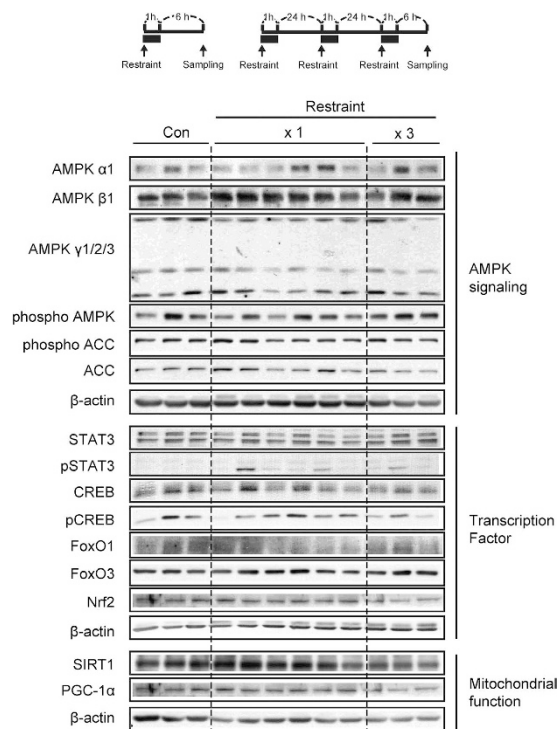 1h. 6 h 1h. 24 h 1h. 24 h 1h. 6 h
Restraint Sampling Restraint Restraint Restraint Sampling
Restraint
Con x 1 x 3
AMPK α1
AMPK β1
AMPK γ1/2/3
phospho AMPK
phospho ACC
ACC
β-actin
AMPK
signaling
STAT3
pSTAT3
CREB
pCREB
FoxO1
FoxO3
Nrf2
β-actin
Transcription
Factor
SIRT1
PGC-1α
β-actin
Mitochondrial
function